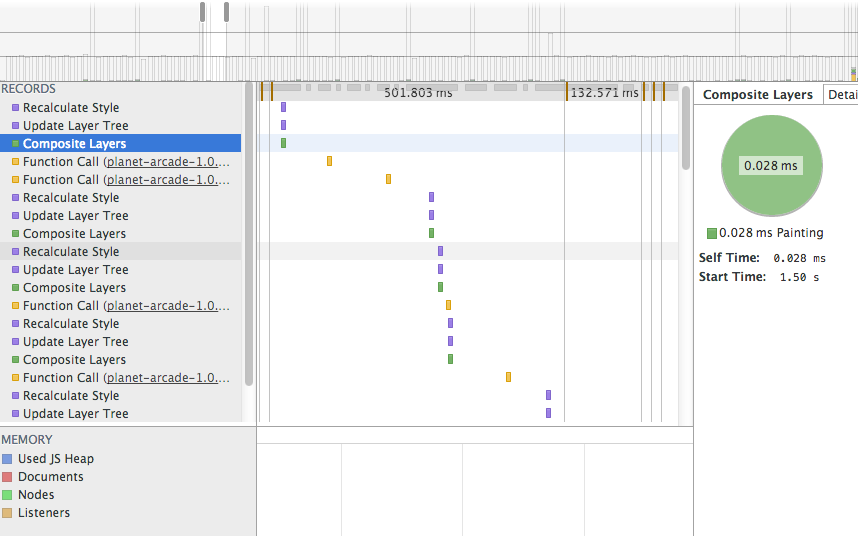 RECORDS
Recalculate Style
Update Layer Tree
Composite Layers
Function Call (planet-arcade-1.0....
Function Call (planet-arcade-1.0....
Recalculate Style
Update Layer Tree
Composite Layers
Recalculate Style
Update Layer Tree
Composite Layers
Function Call (planet-arcade-1.0....
Recalculate Style
Update Layer Tree
Composite Layers
Function Call (planet-arcade-1.0....
Recalculate Style
Update Layer Tree
501.803 ms
132.571 ms
Composite Layers
Detai
0.028 ms
0.028 ms Painting
Self Time: 0.028 ms
Start Time: 1.50 s
MEMORY
Used JS Heap
Documents
Nodes
Listeners